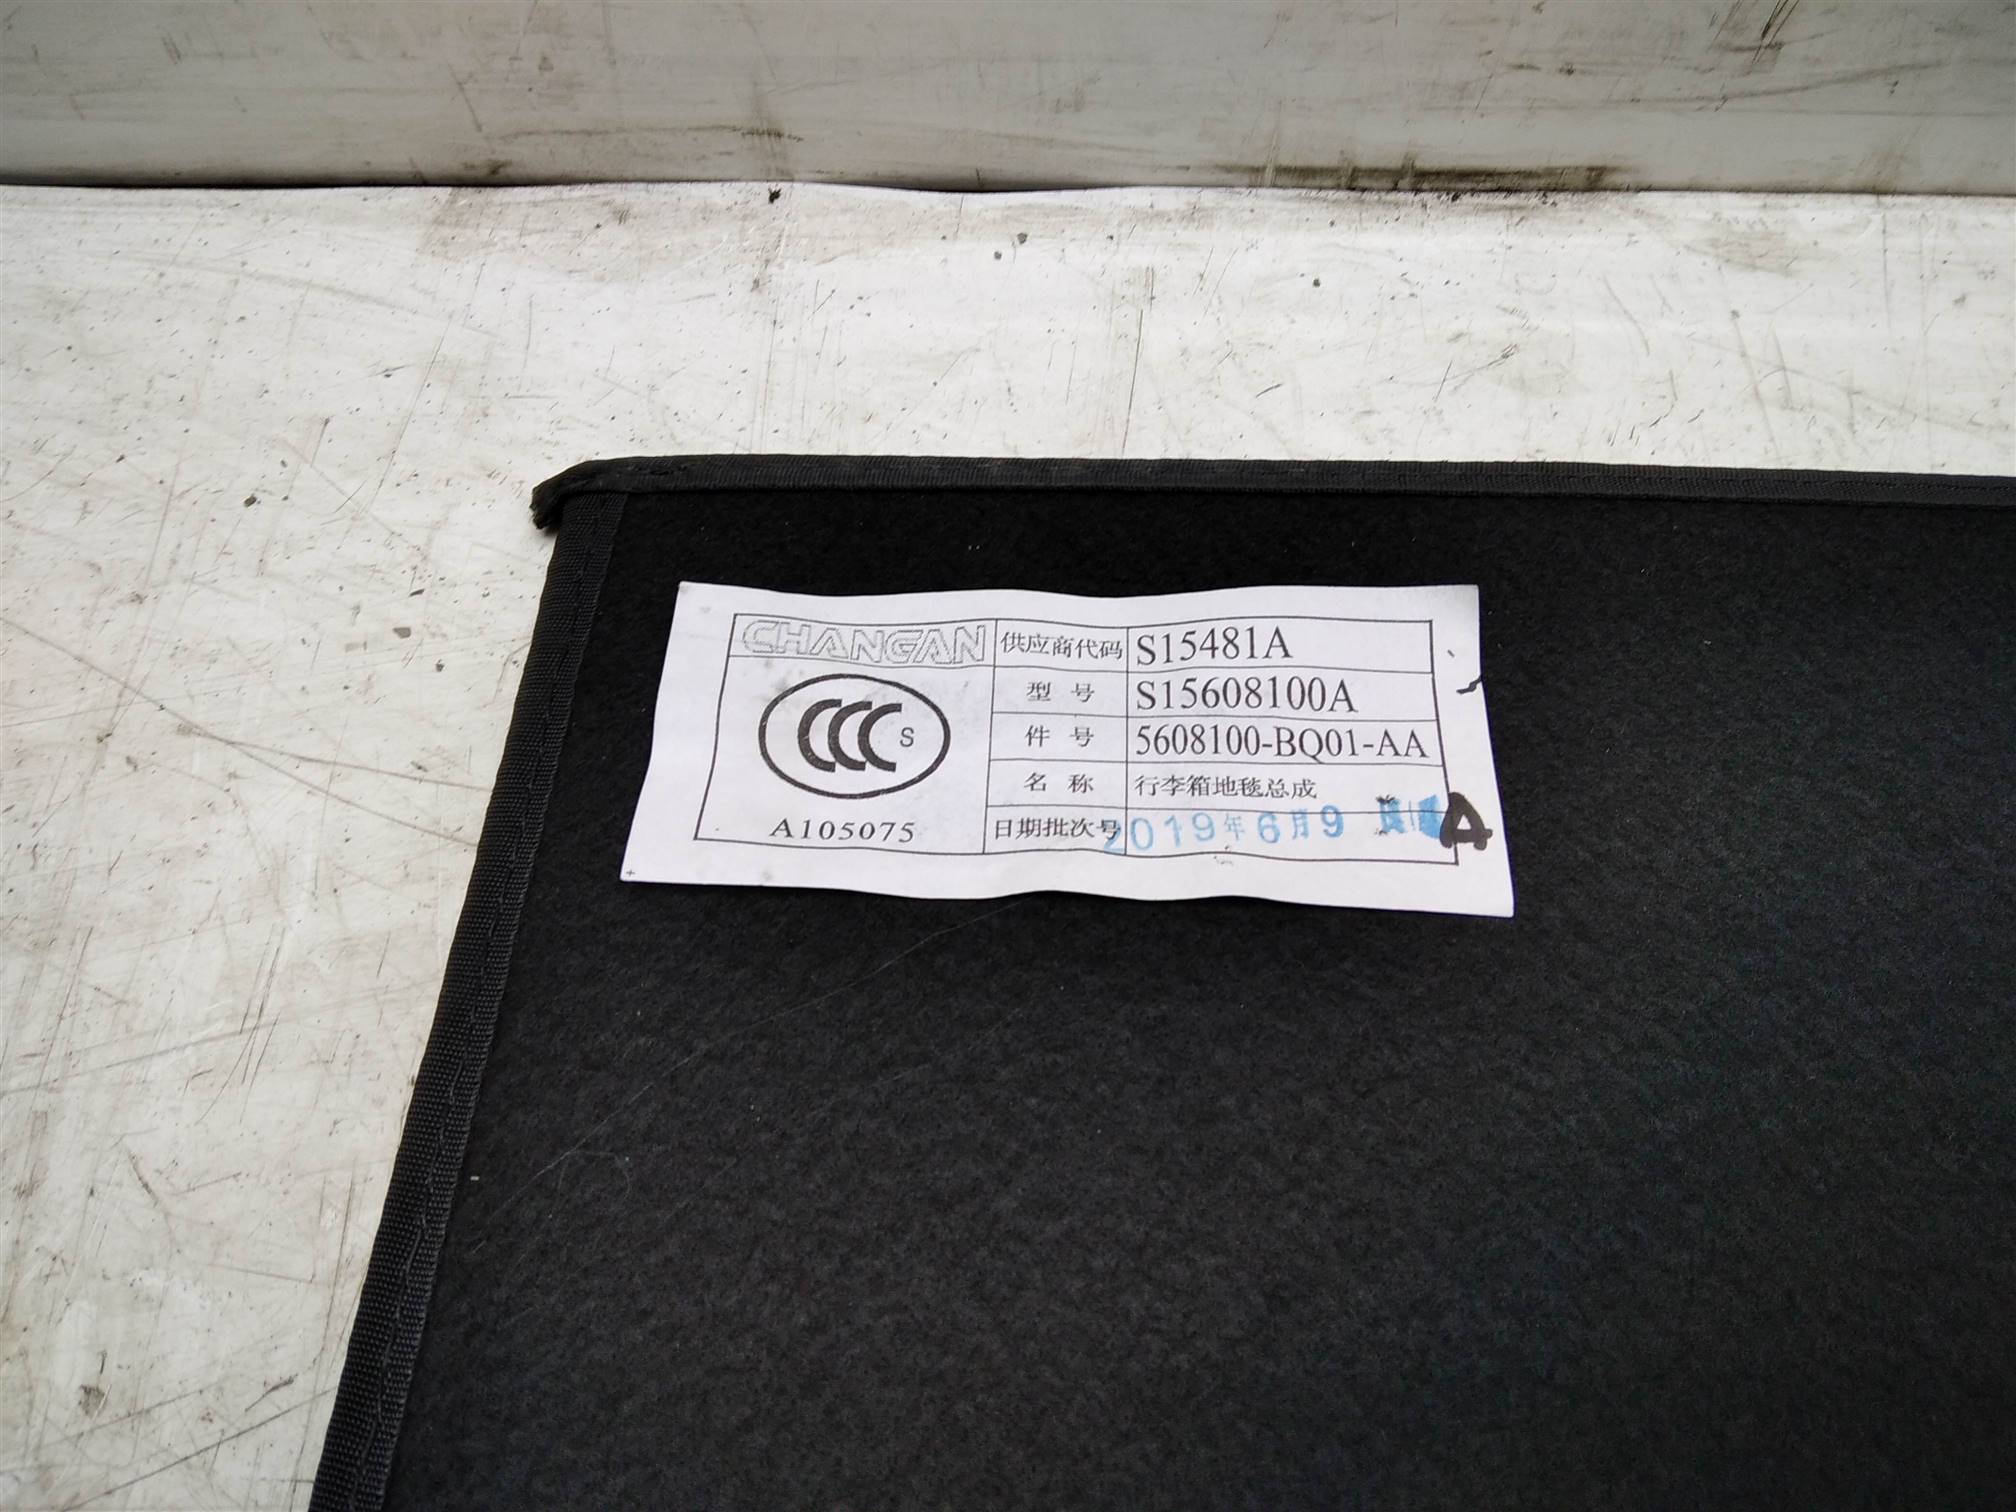 CHANGAN
供应商代码 S15481A
型号 S15608100A
CCC S
件号 5608100-BQ01-AA
名称 行李箱地毯总成
A105075
日期批次号 2019年6月9 A